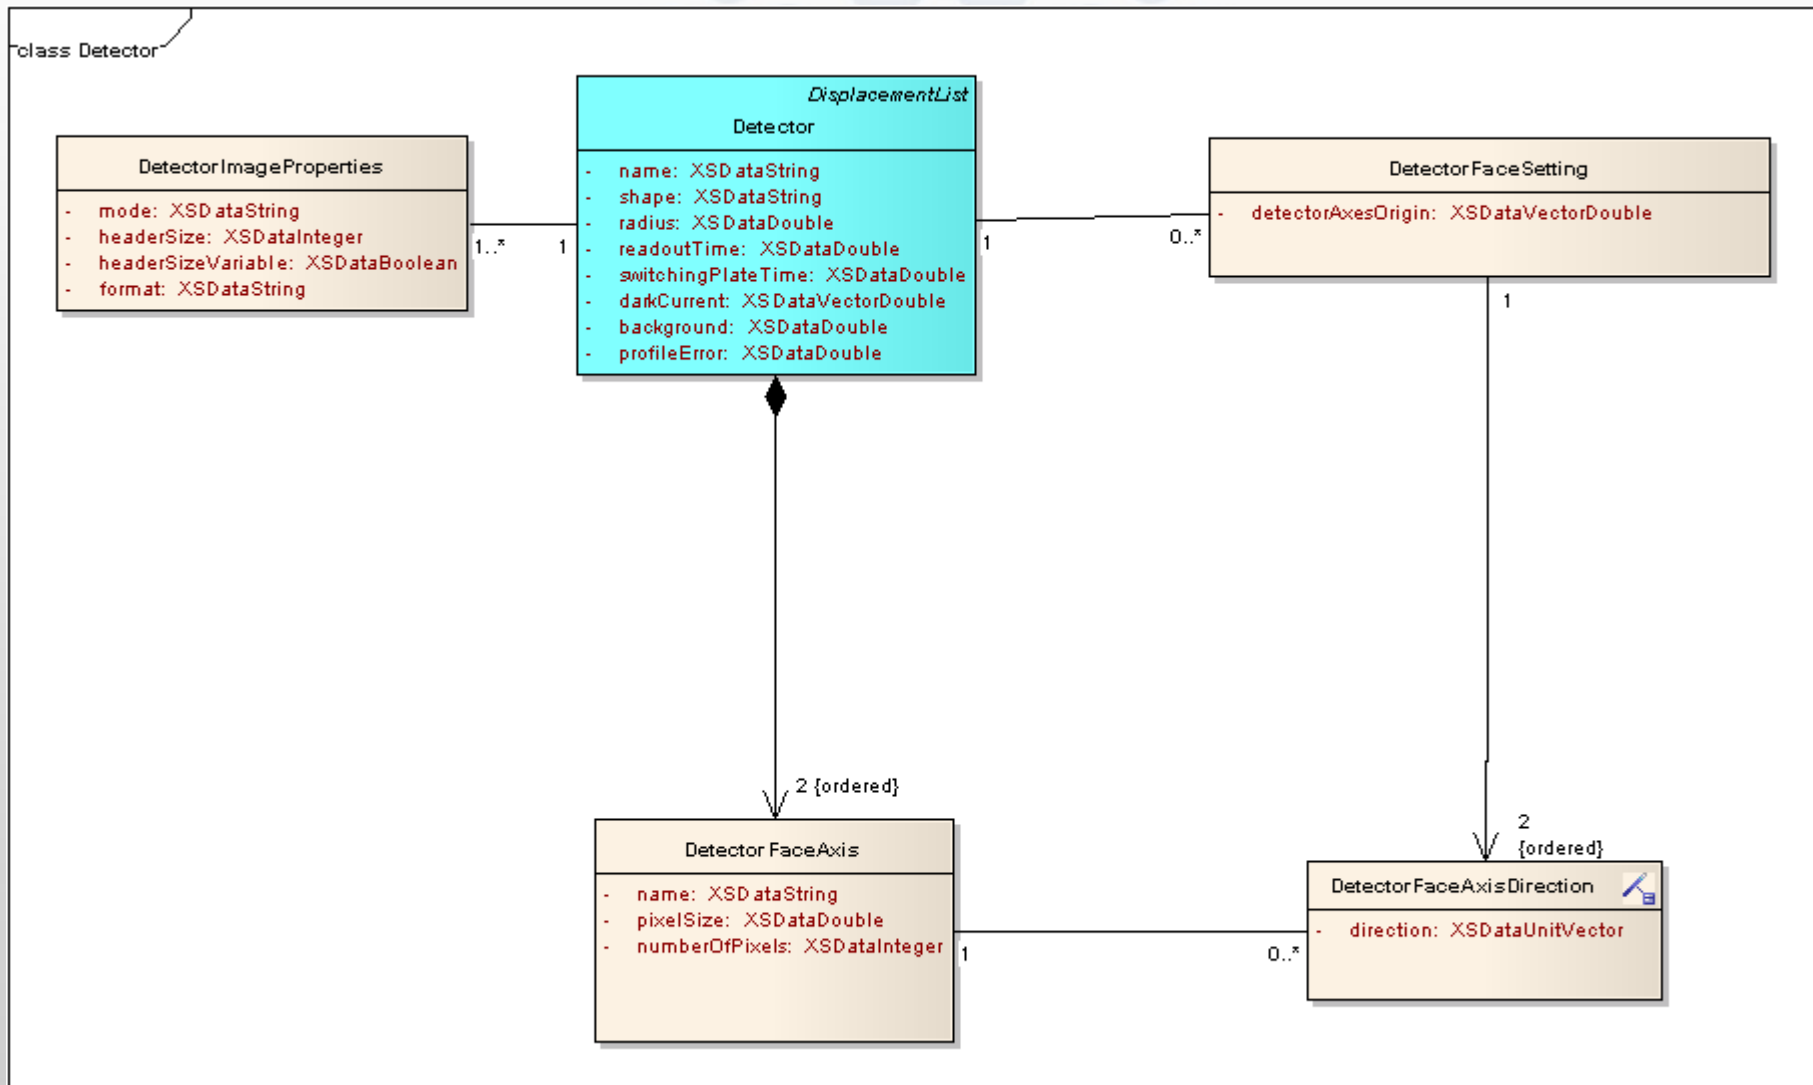 class Detector
DisplacementList
Detector
- name: XSDataString
- shape: XSDataString
- radius: XSDataDouble
- readoutTime: XSDataDouble
- switchingPlateTime: XSDataDouble
- darkCurrent: XSDataVectorDouble
- background: XSDataDouble
- profileError: XSDataDouble
DetectorImageProperties
- mode: XSDataString
- headerSize: XSDataInteger
- headerSizeVariable: XSDataBoolean
- format: XSDataString
1..*
1
DetectorFaceSetting
- detectorAxesOrigin: XSDataVectorDouble
1
0..*
1
2 {ordered}
2
{ordered}
DetectorFaceAxis
- name: XSDataString
- pixelSize: XSDataDouble
- numberOfPixels: XSDataInteger
DetectorFaceAxisDirection
- direction: XSDataUnitVector
1
0..*